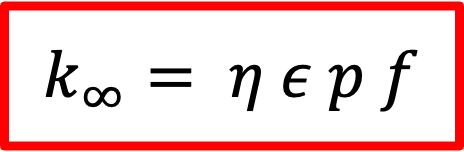 k∞ = η ϵ p f